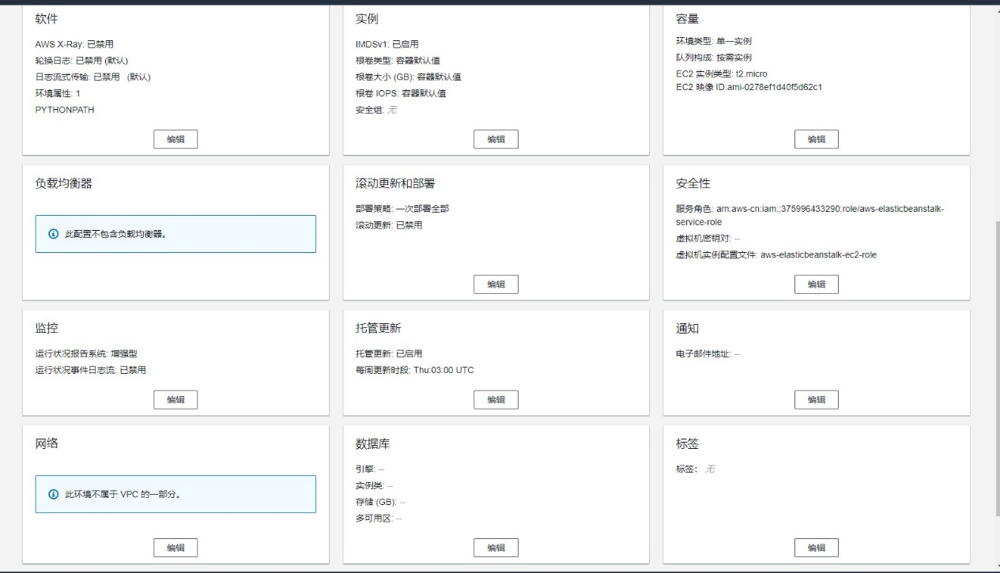 软件
AWS X-Ray: 已禁用
轮换日志: 已禁用 (默认)
日志流式传输: 已禁用 (默认)
环境属性: 1
PYTHONPATH
编辑
实例
IMDSv1: 已启用
根卷类型: 容器默认值
根卷大小 (GB): 容器默认值
根卷 IOPS: 容器默认值
安全组: 无
编辑
容量
环境类型: 单一实例
队列构成: 按需实例
EC2 实例类型: t2.micro
EC2 映像 ID:ami-0278ef1d40f5d62c1
编辑
负载均衡器
此配置不包含负载均衡器。
滚动更新和部署
部署策略: 一次部署全部
滚动更新: 已禁用
编辑
安全性
服务角色: arn:aws-cn:iam::375996433290:role/aws-elasticbeanstalk-
service-role
虚拟机密钥对: --
虚拟机实例配置文件: aws-elasticbeanstalk-ec2-role
编辑
监控
运行状况报告系统: 增强型
运行状况事件日志流: 已禁用
编辑
托管更新
托管更新: 已启用
每周更新时段: Thu:03:00 UTC
编辑
通知
电子邮件地址: --
编辑
网络
此环境不属于 VPC 的一部分。
编辑
数据库
引擎: --
实例类: --
存储 (GB): --
多可用区: --
编辑
标签
标签: 无
编辑